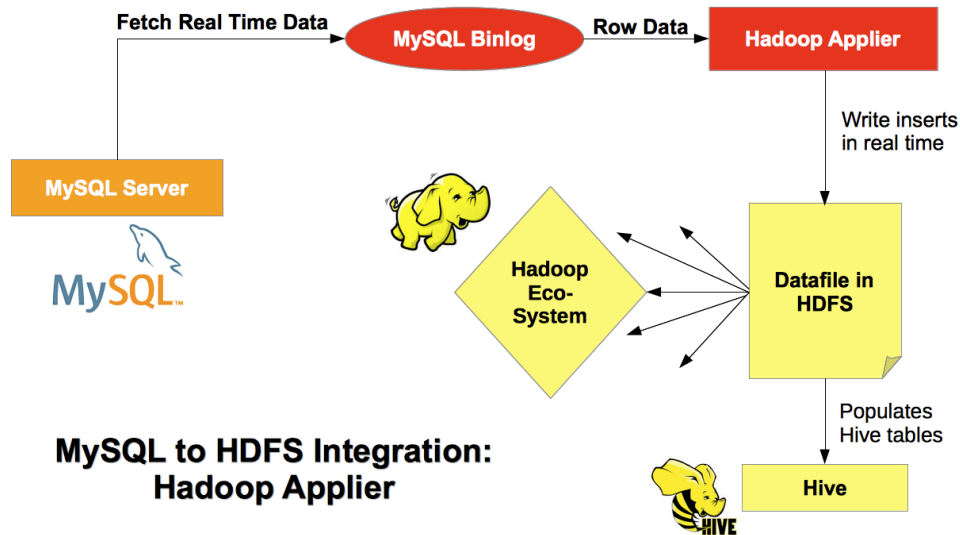 Fetch Real Time Data
MySQL Binlog
Row Data
Hadoop Applier
Write inserts
in real time
MySQL Server
MySQL™
Hadoop
Eco-
System
Datafile in
HDFS
Populates
Hive tables
MySQL to HDFS Integration:
Hadoop Applier
Hive
HIVE